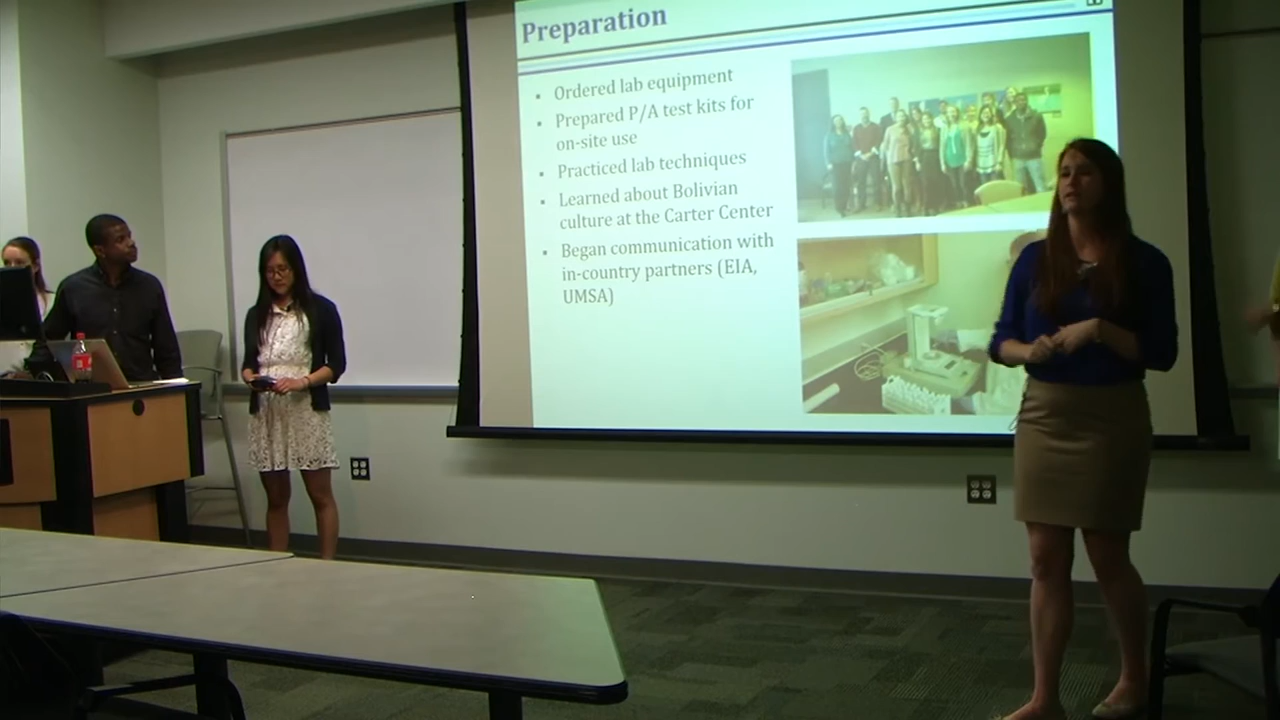 Preparation
▪ Ordered lab equipment
▪ Prepared P/A test kits for
on-site use
▪ Practiced lab techniques
▪ Learned about Bolivian
culture at the Carter Center
▪ Began communication with
in-country partners (EIA,
UMSA)